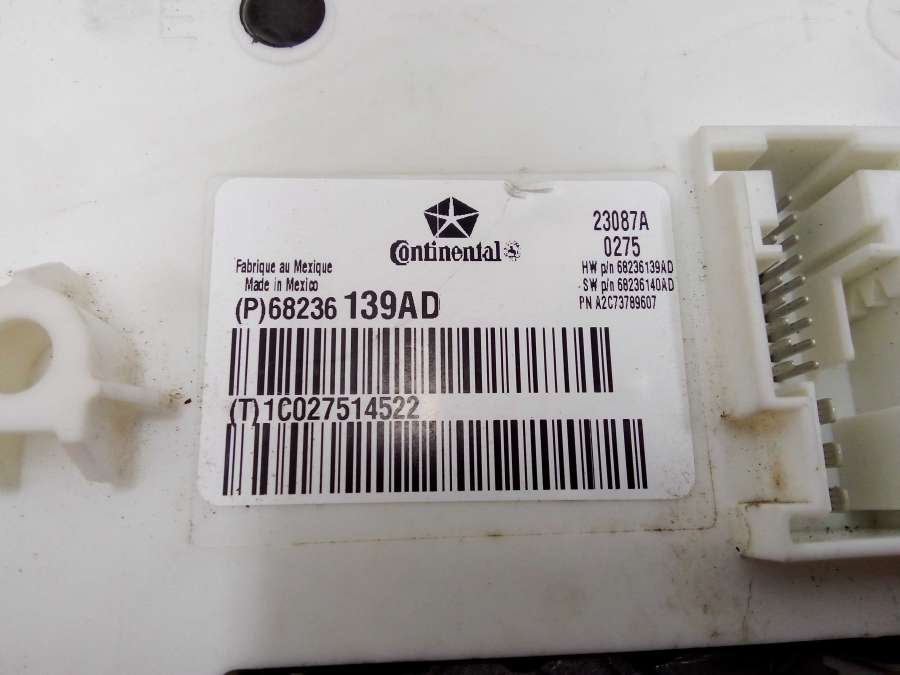 Continental
Fabrique au Mexique
Made in Mexico
(P)68236 139AD
23087A
0275
HW p/n 68236139AD
SW p/n 68236140AD
PN A2C73789607
(T)1C027514522